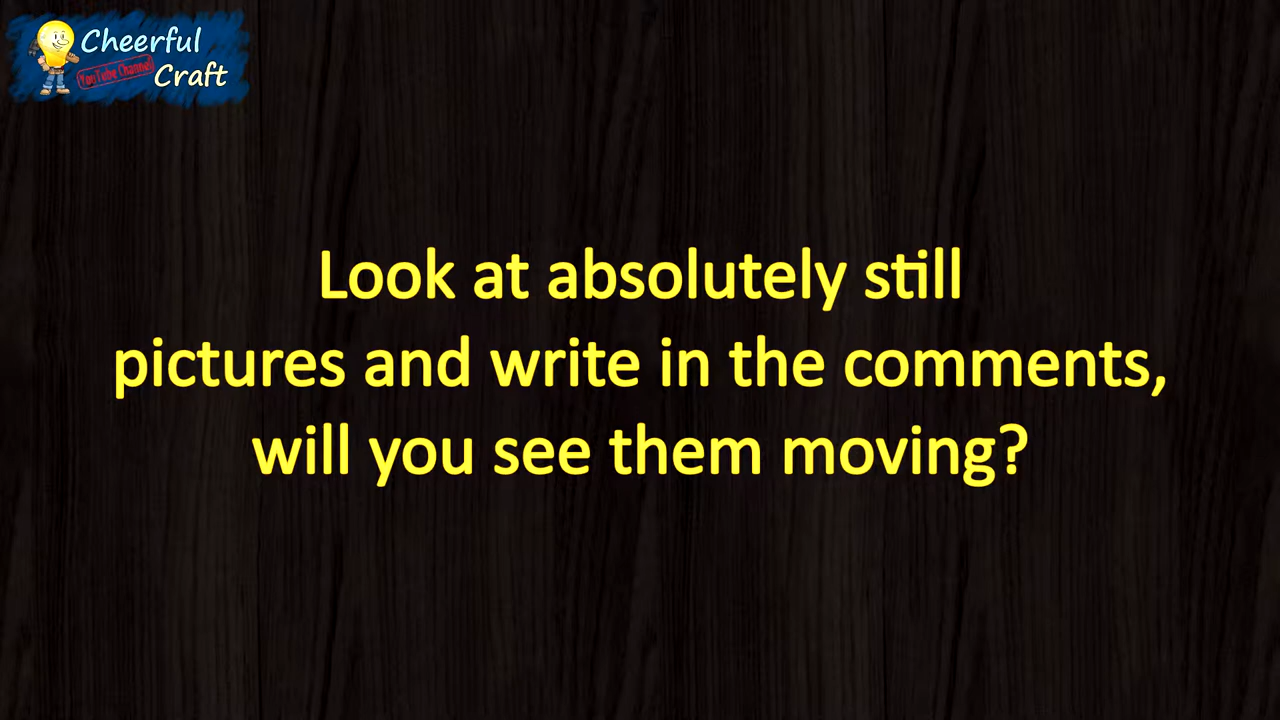 Cheerful
YouTube Channel
Craft
Look at absolutely still
pictures and write in the comments,
will you see them moving?